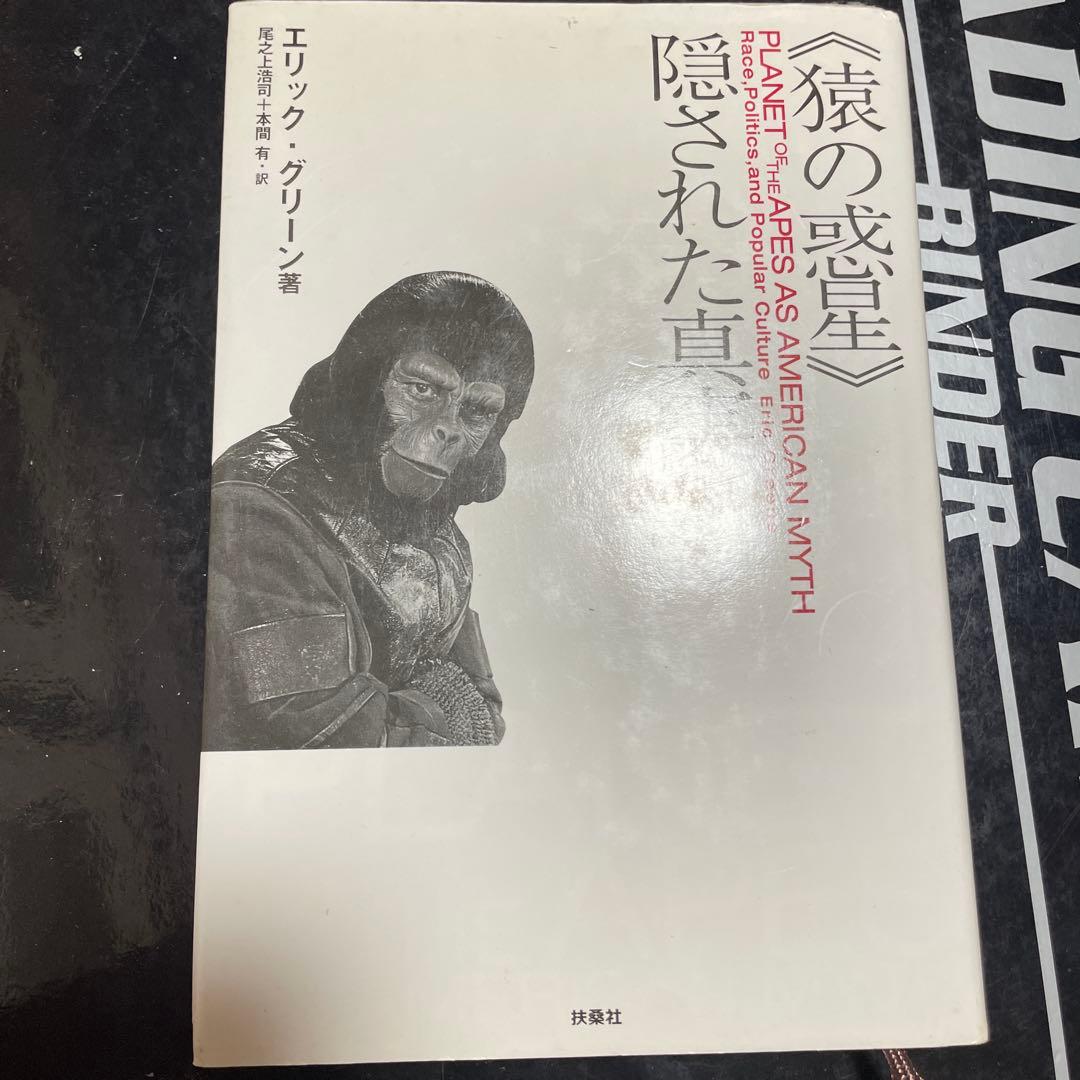 《猿の惑星》
隠された真
PLANET OF THE APES AS AMERICAN MYTH
Race, Politics, and Popular Culture Eric Greene
エリック・グリーン著
尾之上浩司+本間 有・訳
扶桑社
BINDER